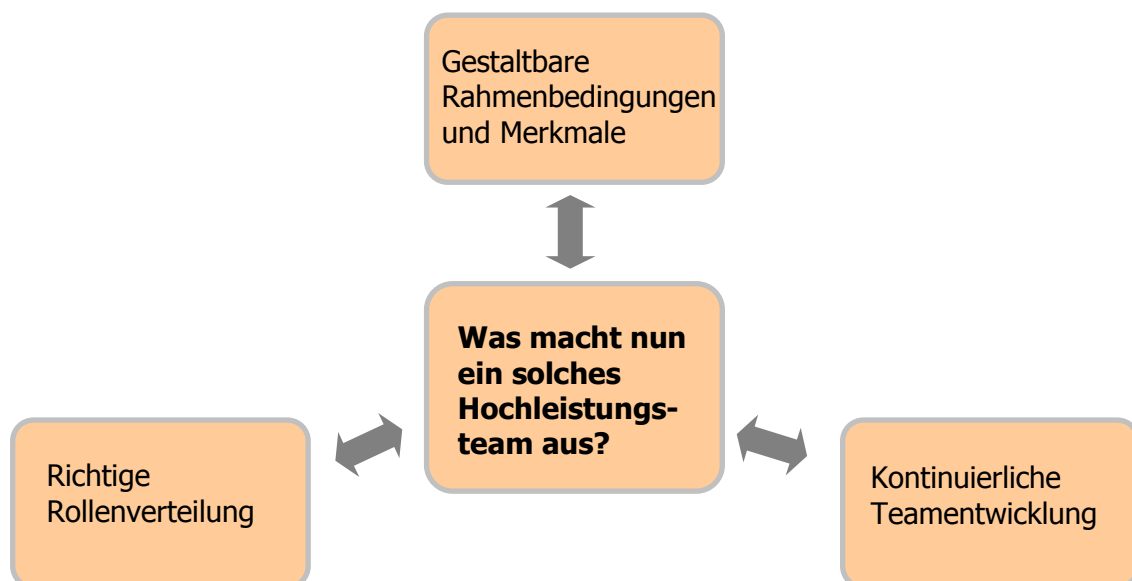 Gestaltbare
Rahmenbedingungen
und Merkmale
Was macht nun
ein solches
Hochleistungs-
team aus?
Richtige
Rollenverteilung
Kontinuierliche
Teamentwicklung